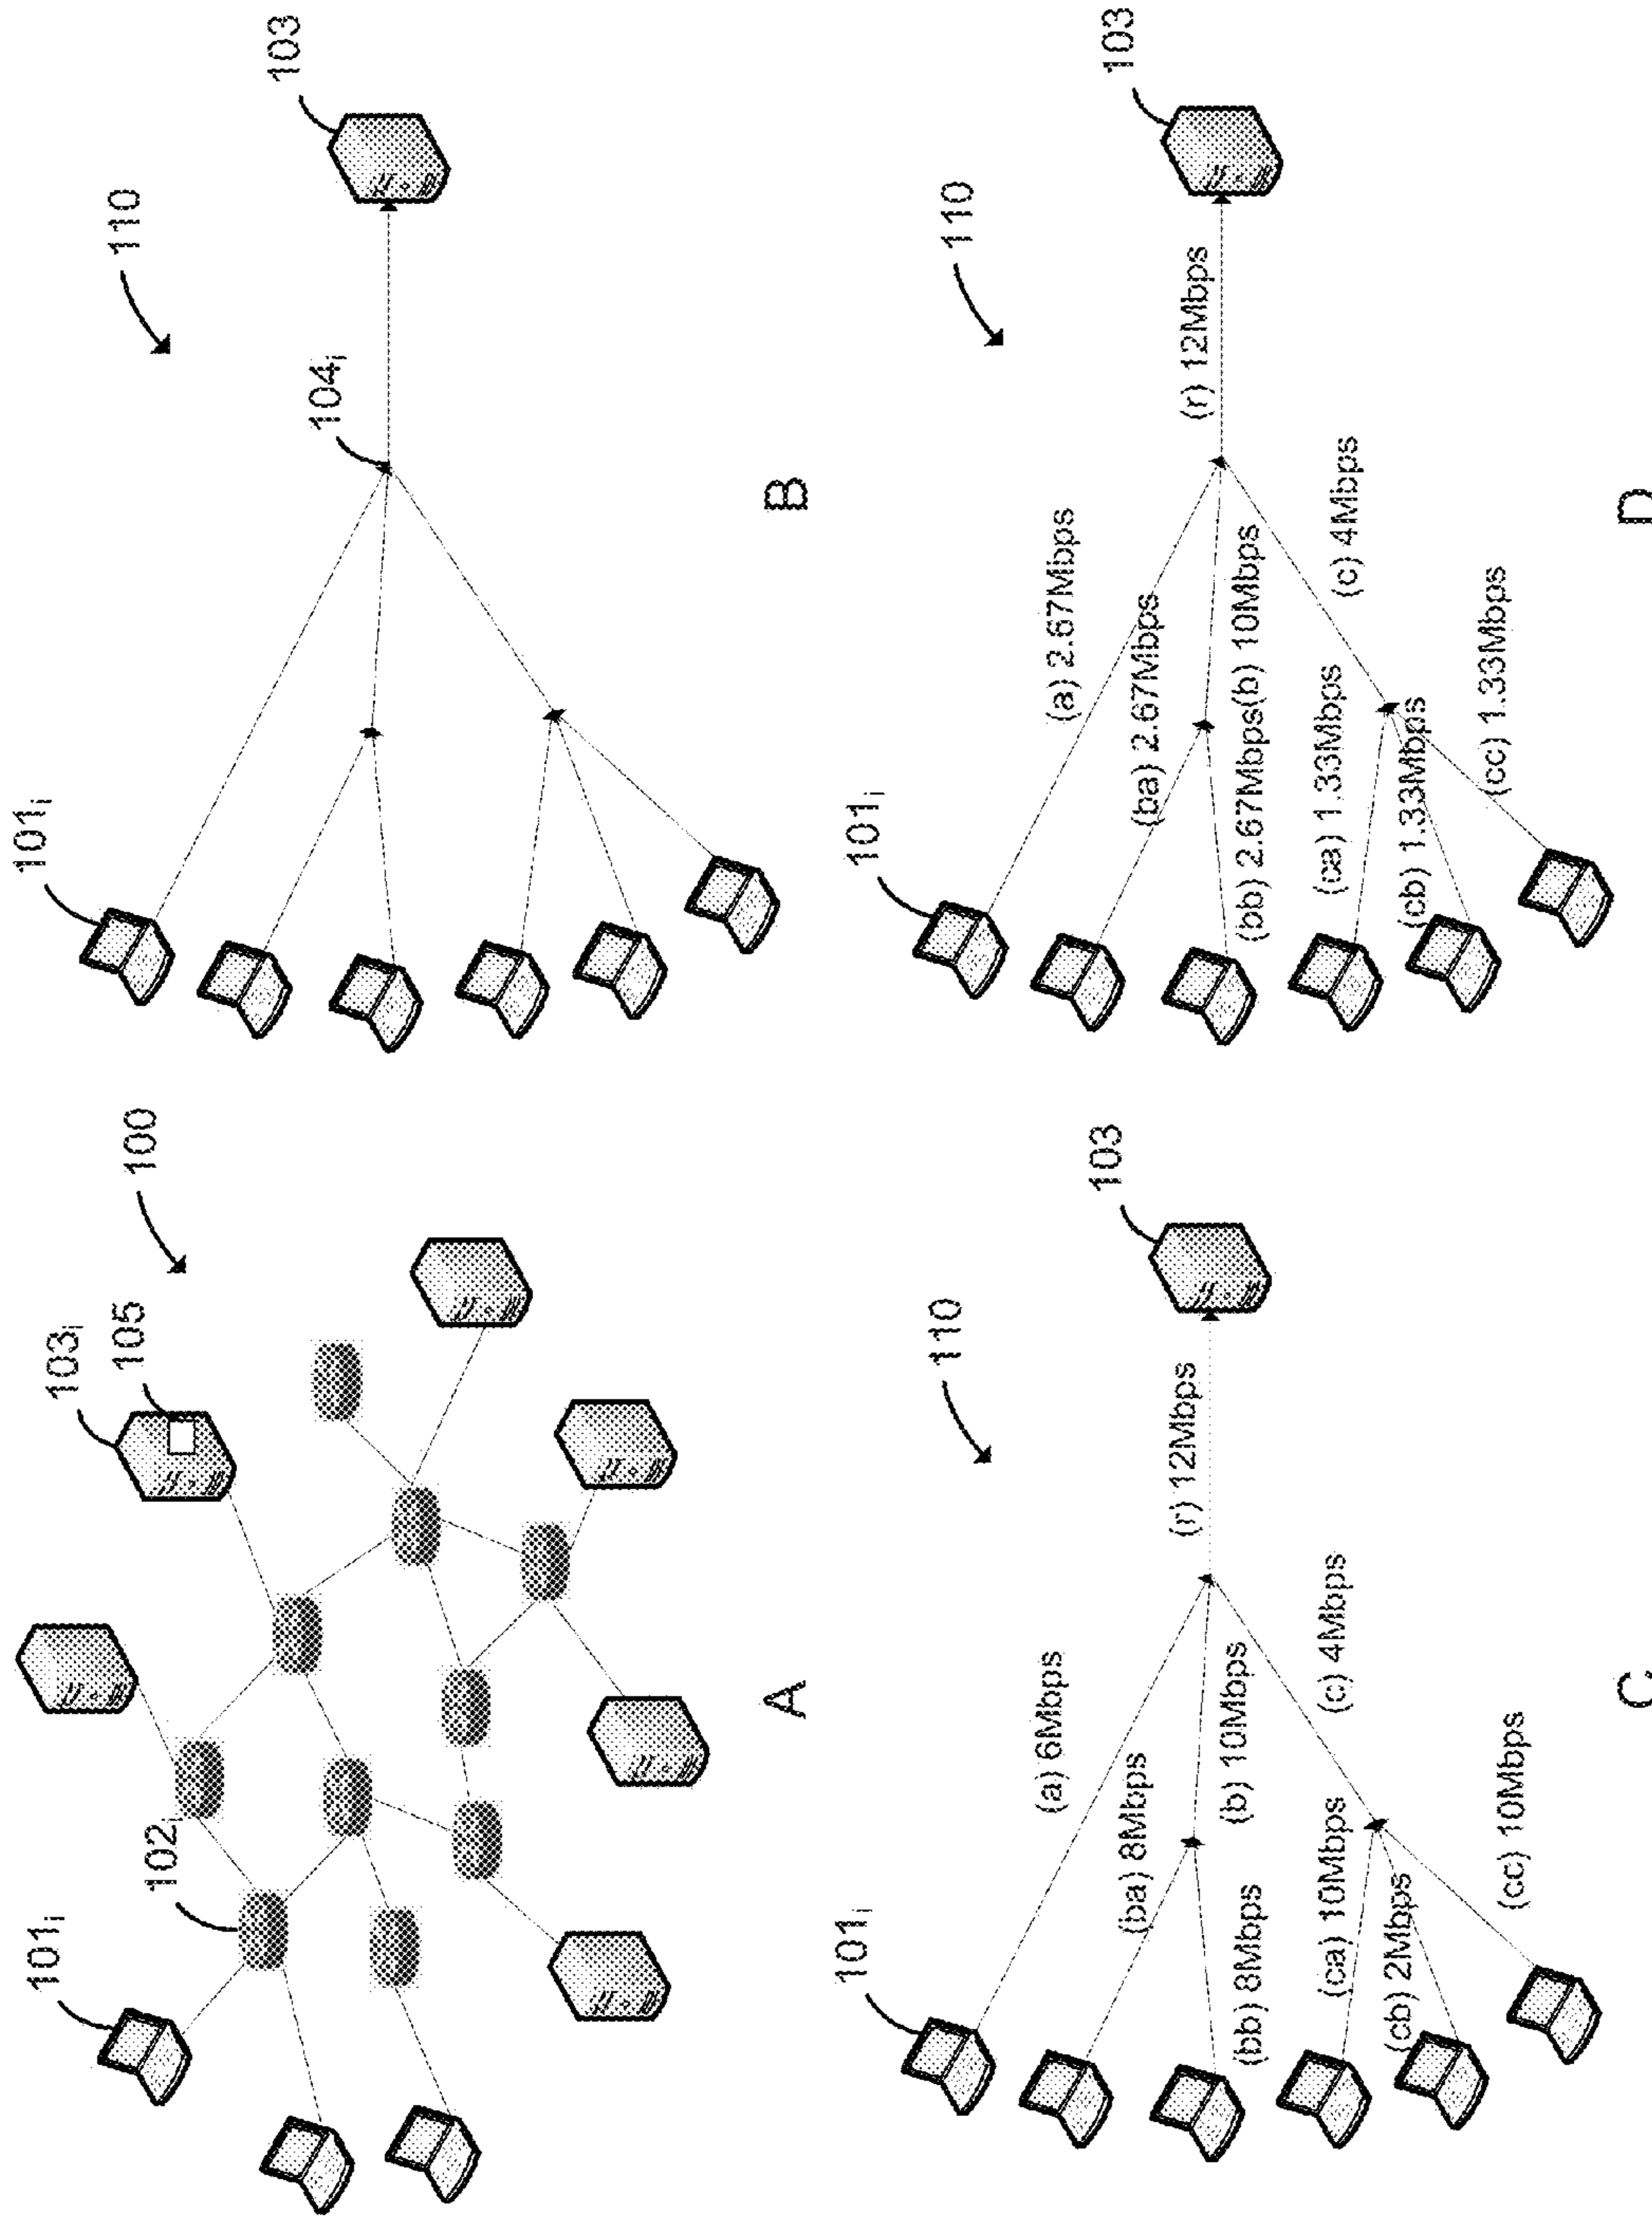 101i
102i
103i
105
100
A
101i
104i
110
103
B
101i
110
103
(a) 6Mbps
(ba) 8Mbps
(bb) 8Mbps
(b) 10Mbps
(r) 12Mbps
(ca) 10Mbps
(cb) 2Mbps
(c) 4Mbps
(cc) 10Mbps
C
101i
110
103
(a) 2.67Mbps
(ba) 2.67Mbps
(bb) 2.67Mbps(b) 10Mbps
(r) 12Mbps
(ca) 1.33Mbps
(cb) 1.33Mbps
(c) 4Mbps
(cc) 1.33Mbps
D